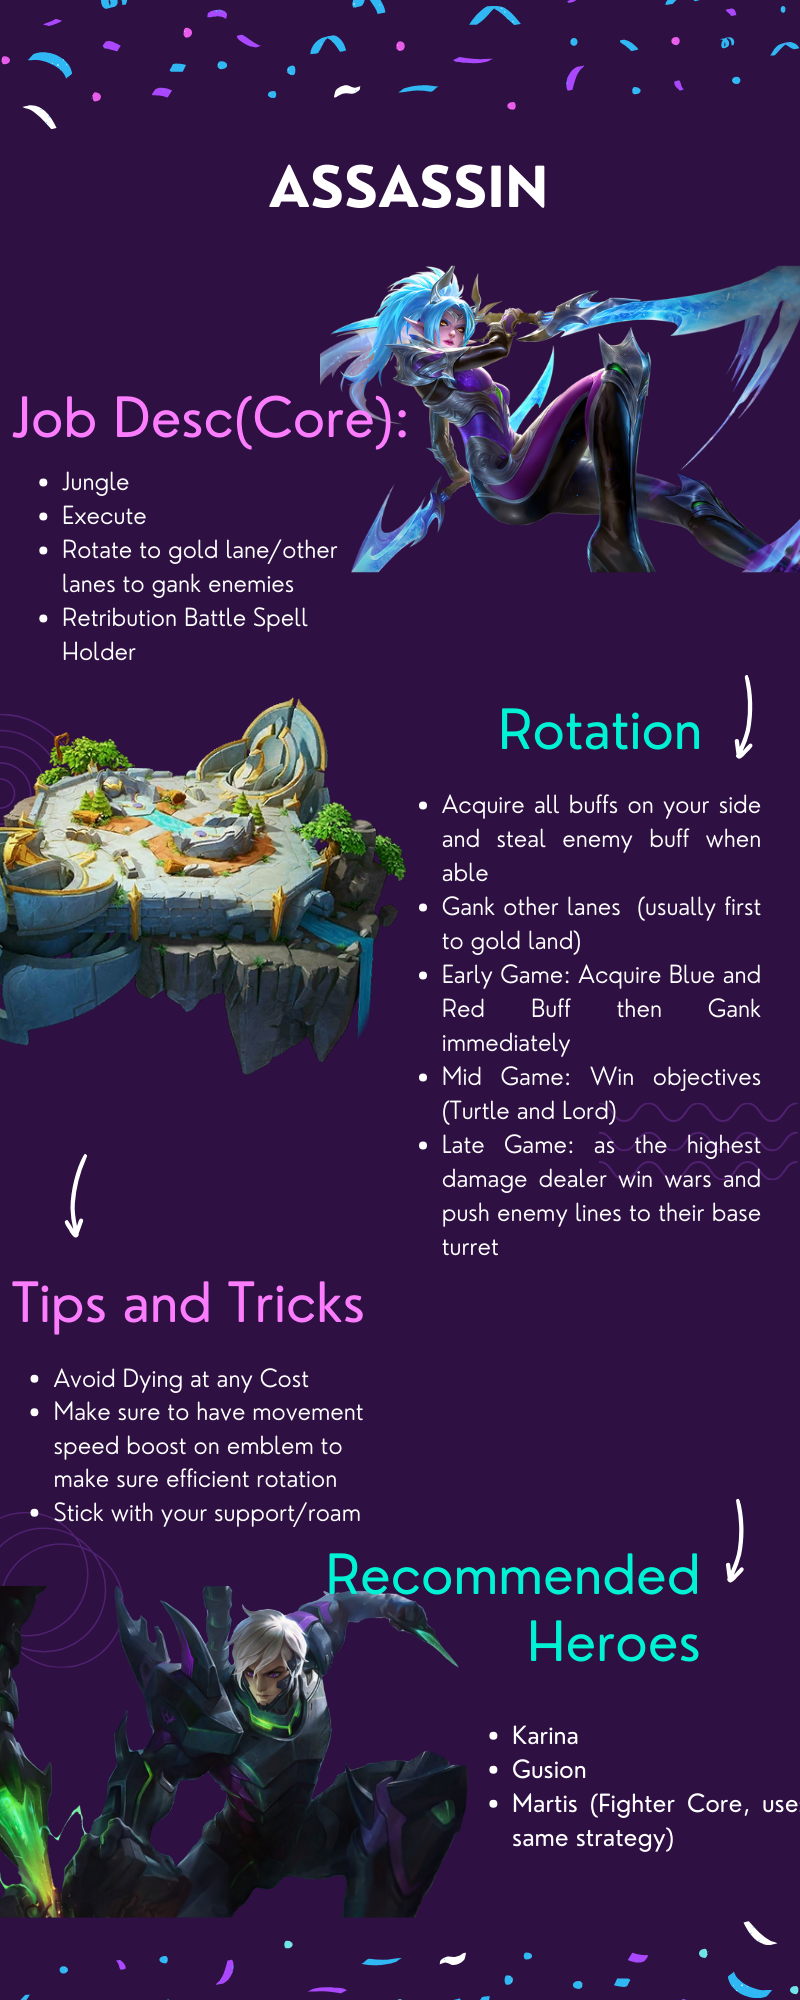 ASSASSIN
Job Desc(Core):
• Jungle
• Execute
• Rotate to gold lane/other
lanes to gank enemies
• Retribution Battle Spell
Holder
Rotation
• Acquire all buffs on your side
and steal enemy buff when
able
• Gank other lanes (usually first
to gold land)
• Early Game: Acquire Blue and
Red Buff then Gank
immediately
• Mid Game: Win objectives
(Turtle and Lord)
• Late Game: as the highest
damage dealer win wars and
push enemy lines to their base
turret
Tips and Tricks
• Avoid Dying at any Cost
• Make sure to have movement
speed boost on emblem to
make sure efficient rotation
• Stick with your support/roam
Recommended
Heroes
• Karina
• Gusion
• Martis (Fighter Core, uses
same strategy)